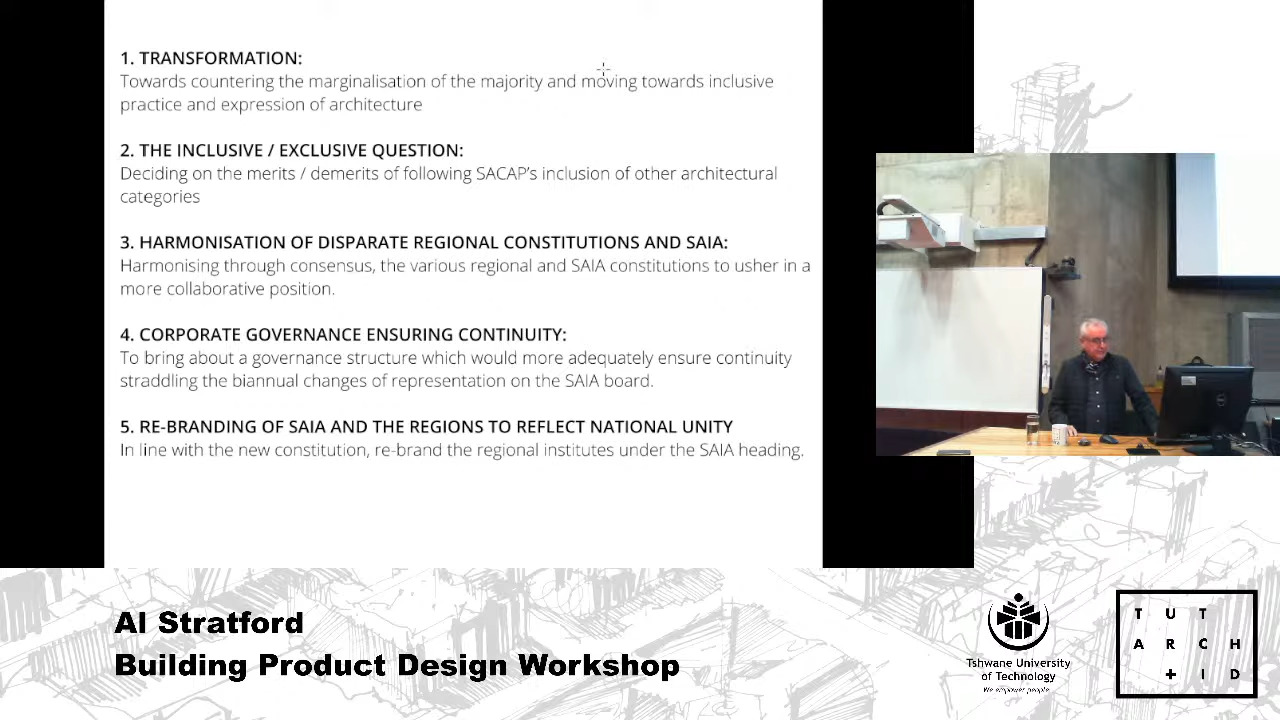 1. TRANSFORMATION:
Towards countering the marginalisation of the majority and moving towards inclusive
practice and expression of architecture
2. THE INCLUSIVE / EXCLUSIVE QUESTION:
Deciding on the merits / demerits of following SACAP's inclusion of other architectural
categories
3. HARMONISATION OF DISPARATE REGIONAL CONSTITUTIONS AND SAIA:
Harmonising through consensus, the various regional and SAIA constitutions to usher in a
more collaborative position.
4. CORPORATE GOVERNANCE ENSURING CONTINUITY:
To bring about a governance structure which would more adequately ensure continuity
straddling the biannual changes of representation on the SAIA board.
5. RE-BRANDING OF SAIA AND THE REGIONS TO REFLECT NATIONAL UNITY
In line with the new constitution, re-brand the regional institutes under the SAIA heading.
Al Stratford
Building Product Design Workshop
Tshwane University
of Technology
We empower people
T U T
A R C H
+ I D